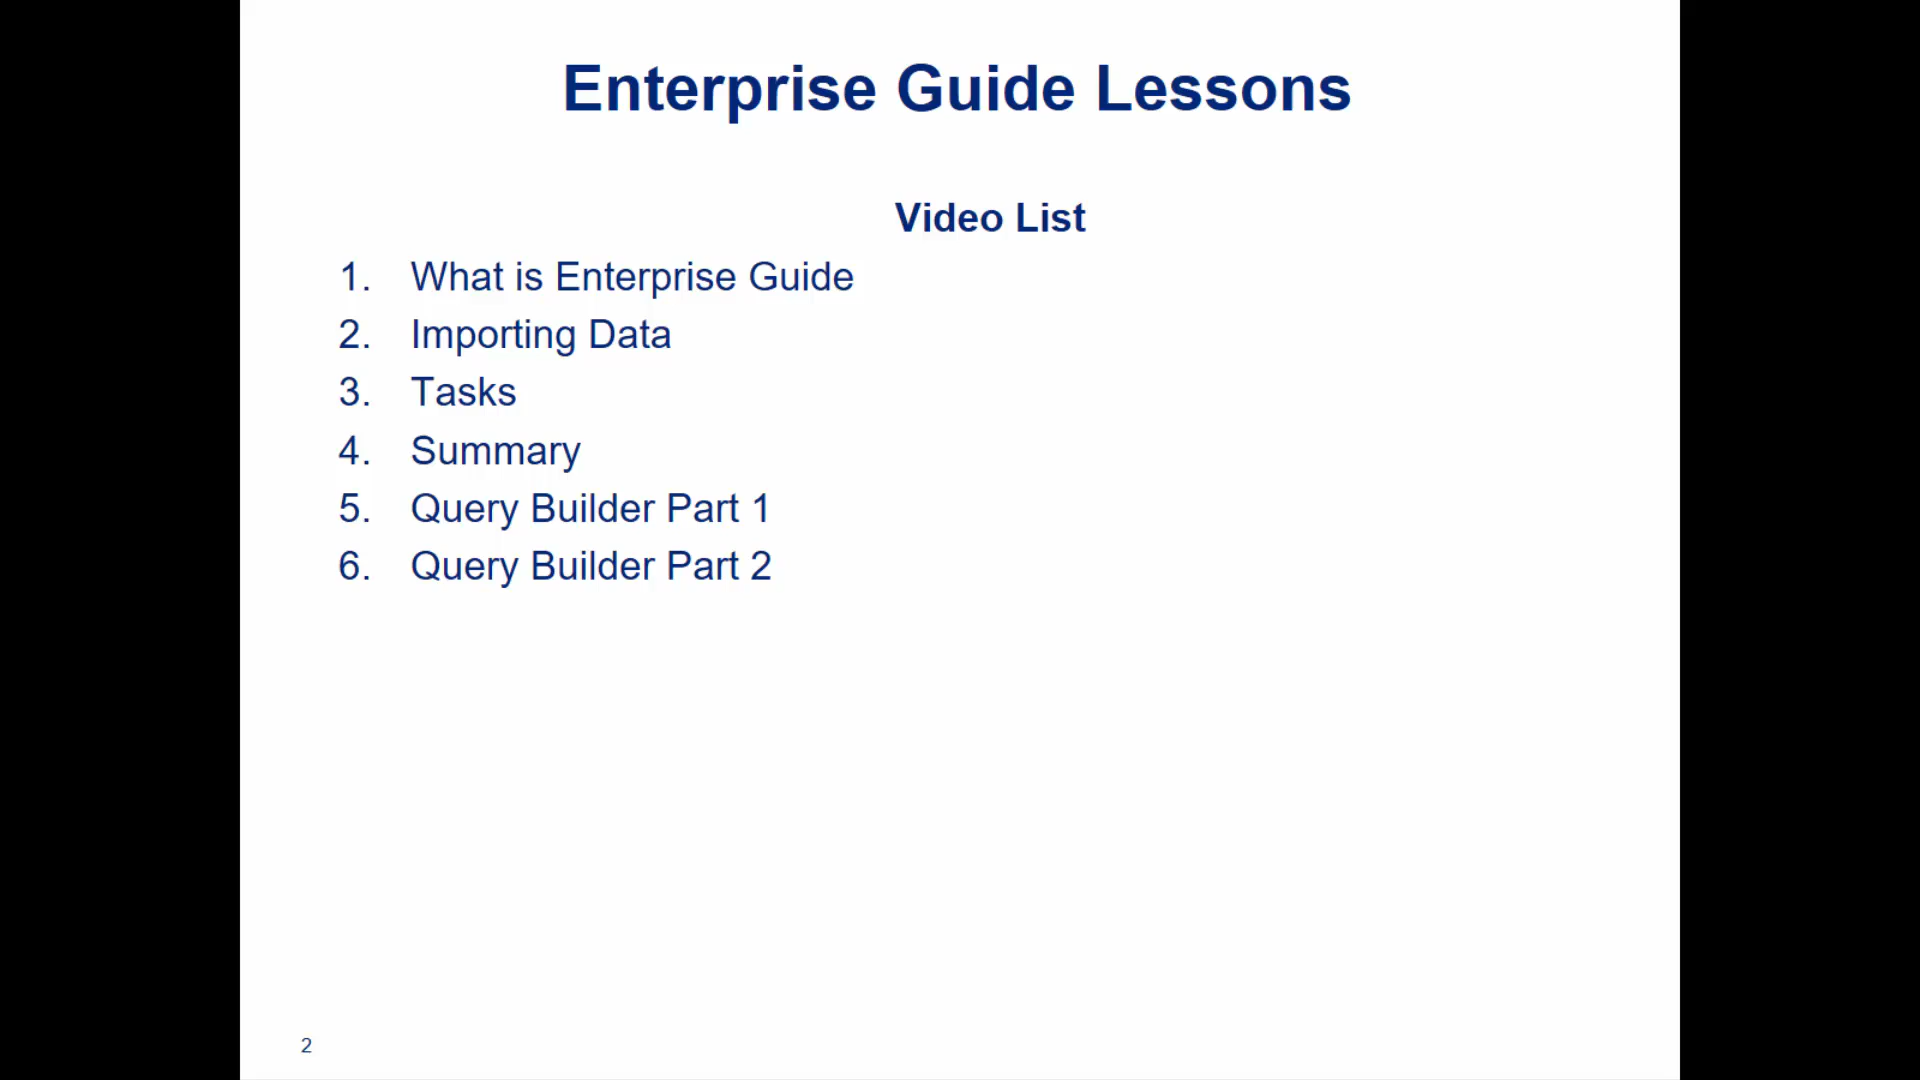 Enterprise Guide Lessons
Video List
1. What is Enterprise Guide
2. Importing Data
3. Tasks
4. Summary
5. Query Builder Part 1
6. Query Builder Part 2
2